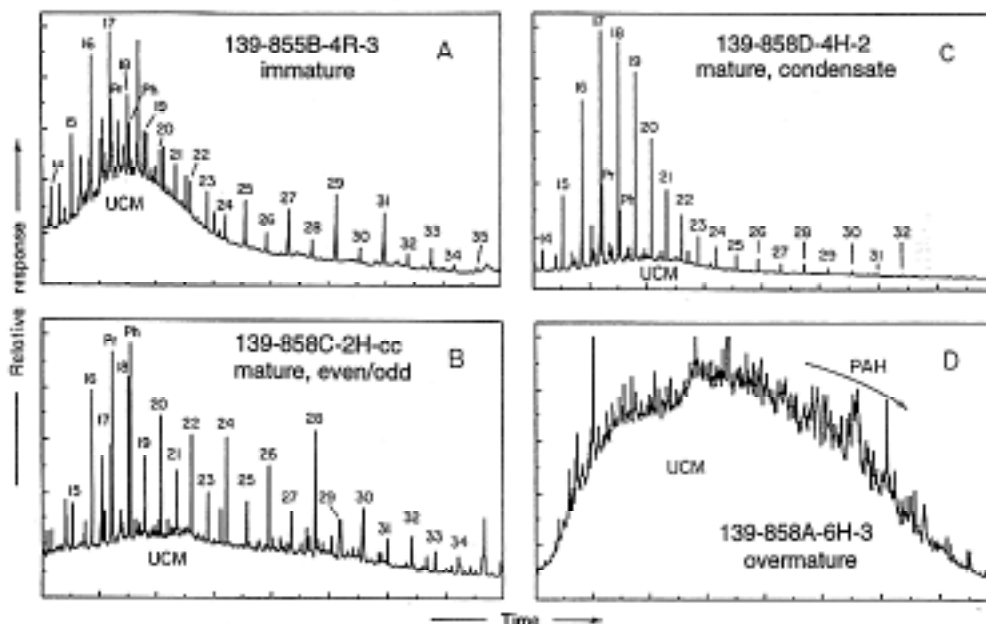 139-855B-4R-3
immature
A
14
15
16
17
Pr
18
Ph
19
20
21
22
23
24
25
26
27
28
29
30
31
32
33
34
35
UCM
139-858D-4H-2
mature, condensate
C
14
15
16
17
Pr
18
Ph
19
20
21
22
23
24
25
26
27
28
29
30
31
32
UCM
139-858C-2H-cc
mature, even/odd
B
15
16
17
Pr
18
Ph
19
20
21
22
23
24
25
26
27
28
29
30
31
32
33
34
UCM
D
PAH
UCM
139-858A-6H-3
overmature
Relative response
Time